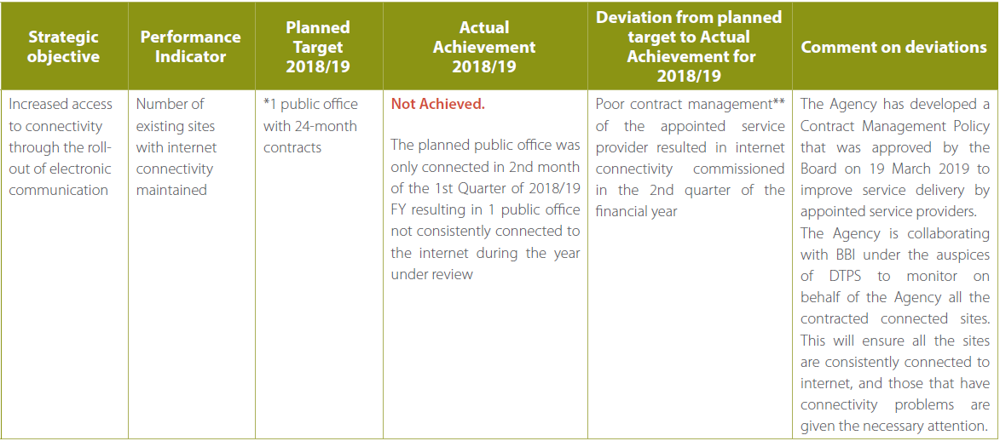 Strategic
objective
Performance
Indicator
Planned
Target
2018/19
Actual
Achievement
2018/19
Deviation from planned
target to Actual
Achievement for
2018/19
Comment on deviations
Increased access
to connectivity
through the roll-
out of electronic
communication
Number of
existing sites
with internet
connectivity
maintained
*1 public office
with 24-month
contracts
Not Achieved.
The planned public office was
only connected in 2nd month
of the 1st Quarter of 2018/19
FY resulting in 1 public office
not consistently connected to
the internet during the year
under review
Poor contract management**
of the appointed service
provider resulted in internet
connectivity commissioned
in the 2nd quarter of the
financial year
The Agency has developed a
Contract Management Policy
that was approved by the
Board on 19 March 2019 to
improve service delivery by
appointed service providers.
The Agency is collaborating
with BBI under the auspices
of DTPS to monitor on
behalf of the Agency all the
contracted connected sites.
This will ensure all the sites
are consistently connected to
internet, and those that have
connectivity problems are
given the necessary attention.